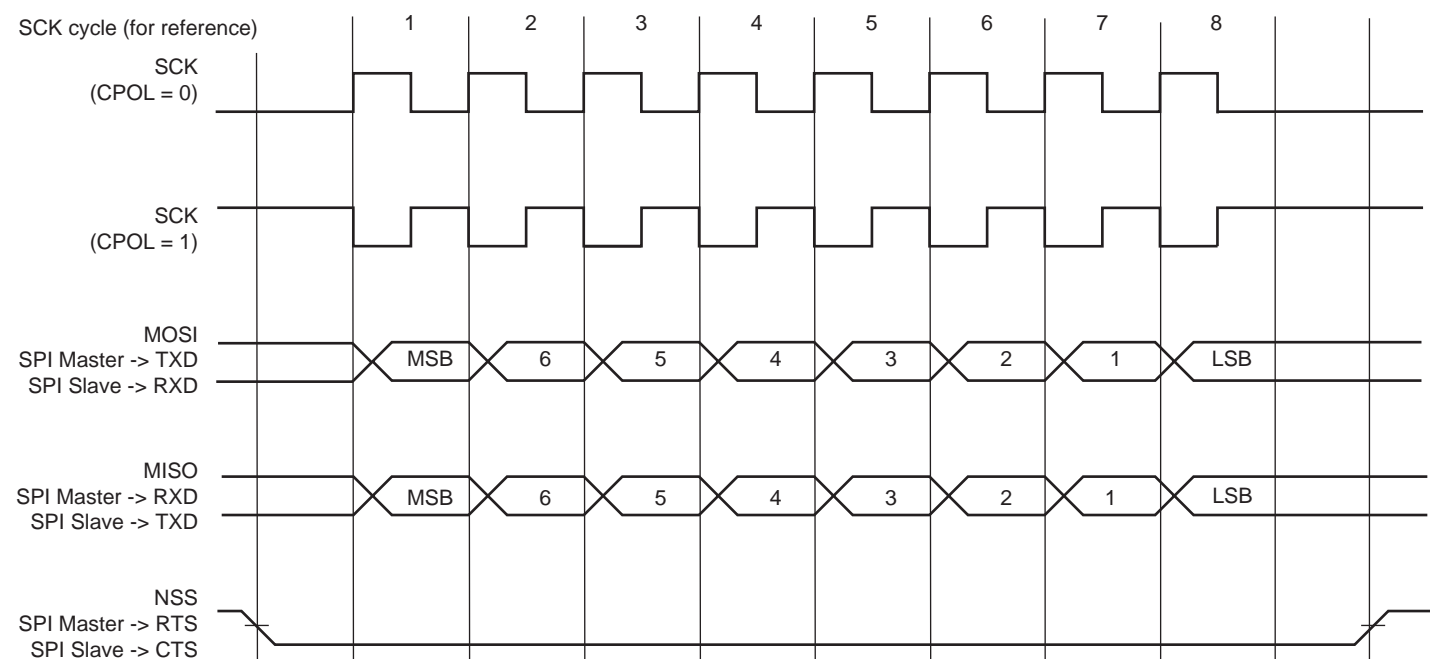 SCK cycle (for reference) 1 2 3 4 5 6 7 8
SCK
(CPOL = 0)
SCK
(CPOL = 1)
MOSI
SPI Master -> TXD
SPI Slave -> RXD
MSB 6 5 4 3 2 1 LSB
MISO
SPI Master -> RXD
SPI Slave -> TXD
MSB 6 5 4 3 2 1 LSB
NSS
SPI Master -> RTS
SPI Slave -> CTS